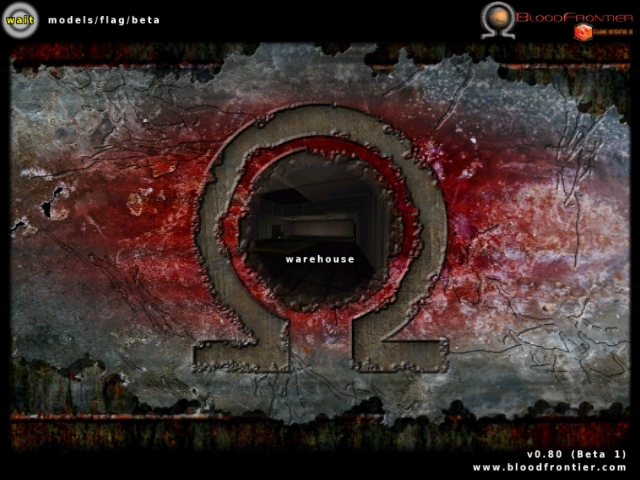 wait
models/flag/beta
BLOODFRONTIER
CUBE ENGINE 2
warehouse
v0.80 (Beta 1)
www.bloodfrontier.com